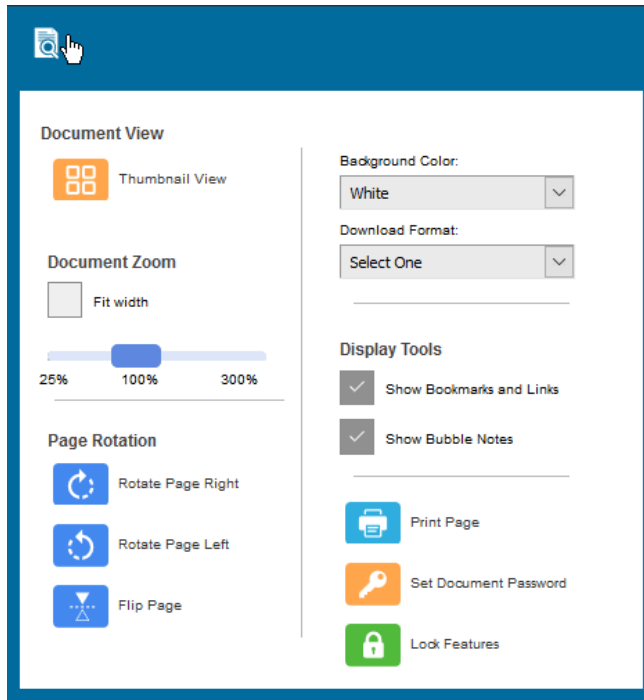 Document View
Thumbnail View
Document Zoom
Fit width
25% 100% 300%
Page Rotation
Rotate Page Right
Rotate Page Left
Flip Page
Background Color:
White
Download Format:
Select One
Display Tools
Show Bookmarks and Links
Show Bubble Notes
Print Page
Set Document Password
Lock Features